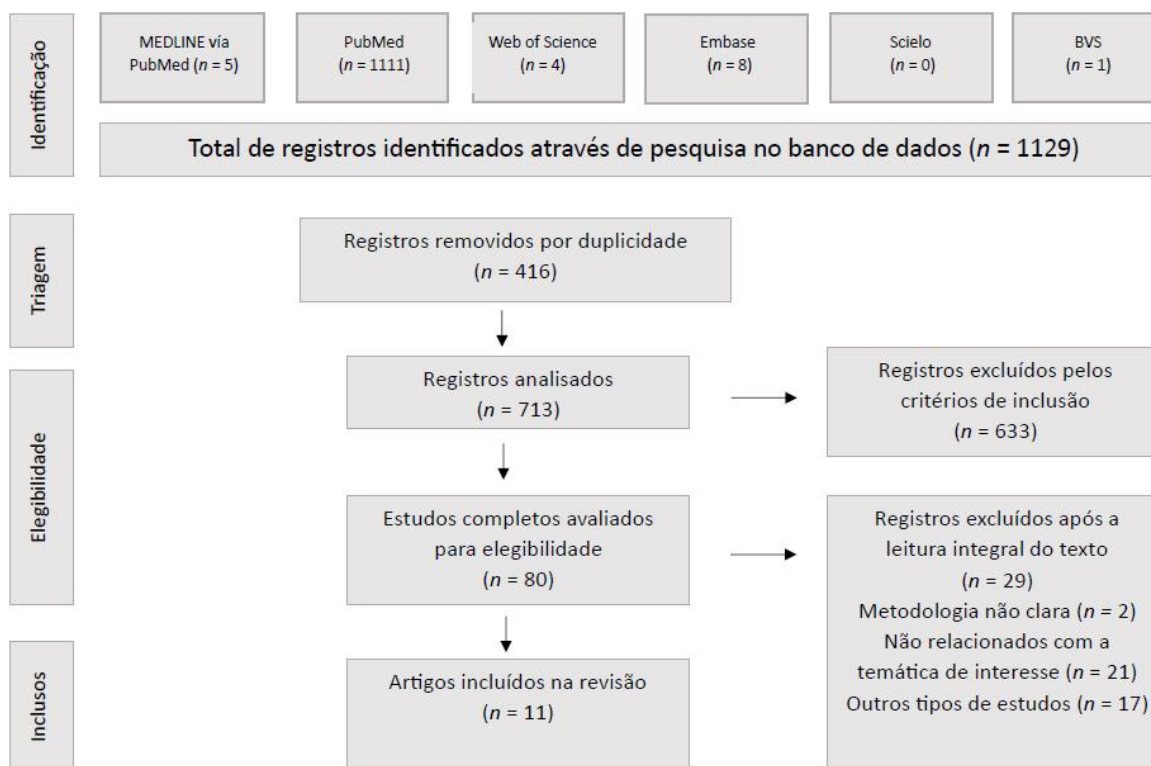 Identificação
MEDLINE vía
PubMed (n = 5)
PubMed
(n = 1111)
Web of Science
(n = 4)
Embase
(n = 8)
Scielo
(n = 0)
BVS
(n = 1)
Total de registros identificados através de pesquisa no banco de dados (n = 1129)
Triagem
Registros removidos por duplicidade
(n = 416)
Elegibilidade
Registros analisados
(n = 713)
Registros excluídos pelos
critérios de inclusão
(n = 633)
Estudos completos avaliados
para elegibilidade
(n = 80)
Registros excluídos após a
leitura integral do texto
(n = 29)
Metodologia não clara (n = 2)
Não relacionados com a
temática de interesse (n = 21)
Outros tipos de estudos (n = 17)
Inclusos
Artigos incluídos na revisão
(n = 11)